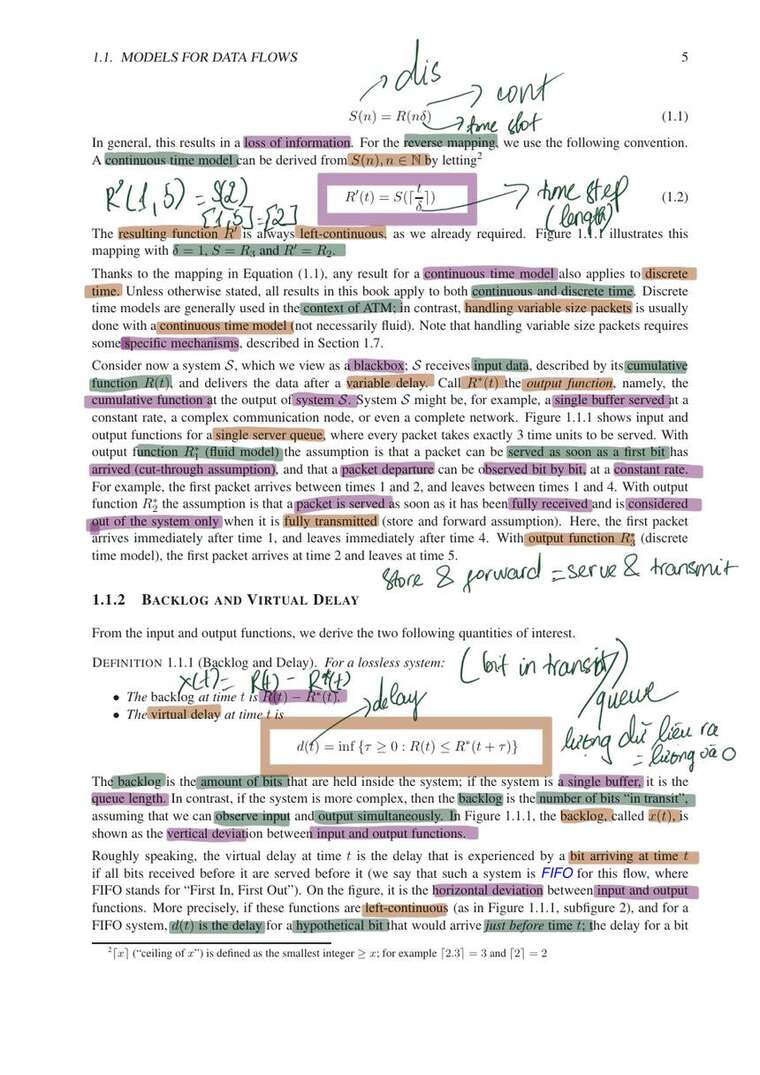 1.1. MODELS FOR DATA FLOWS 5
dis
cont
S(n) = R(nδ) (1.1)
time slot
In general, this results in a loss of information. For the reverse mapping, we use the following convention.
A continuous time model can be derived from S(n), n ∈ ℕ by letting²
R'(1,5) = S(2)
⌈1,5⌉ = ⌈2⌉
R'(t) = S(⌈t/δ⌉) (1.2)
time step
(length)
The resulting function R' is always left-continuous, as we already required. Figure 1.1.1 illustrates this
mapping with δ = 1, S = R₃ and R' = R₂.
Thanks to the mapping in Equation (1.1), any result for a continuous time model also applies to discrete
time. Unless otherwise stated, all results in this book apply to both continuous and discrete time. Discrete
time models are generally used in the context of ATM; in contrast, handling variable size packets is usually
done with a continuous time model (not necessarily fluid). Note that handling variable size packets requires
some specific mechanisms, described in Section 1.7.
Consider now a system S, which we view as a blackbox; S receives input data, described by its cumulative
function R(t), and delivers the data after a variable delay. Call R*(t) the output function, namely, the
cumulative function at the output of system S. System S might be, for example, a single buffer served at a
constant rate, a complex communication node, or even a complete network. Figure 1.1.1 shows input and
output functions for a single server queue, where every packet takes exactly 3 time units to be served. With
output function R₁* (fluid model) the assumption is that a packet can be served as soon as a first bit has
arrived (cut-through assumption), and that a packet departure can be observed bit by bit, at a constant rate.
For example, the first packet arrives between times 1 and 2, and leaves between times 1 and 4. With output
function R₂* the assumption is that a packet is served as soon as it has been fully received and is considered
out of the system only when it is fully transmitted (store and forward assumption). Here, the first packet
arrives immediately after time 1, and leaves immediately after time 4. With output function R₃* (discrete
time model), the first packet arrives at time 2 and leaves at time 5.
store & forward = serve & transmit
1.1.2 BACKLOG AND VIRTUAL DELAY
From the input and output functions, we derive the two following quantities of interest.
DEFINITION 1.1.1 (Backlog and Delay). For a lossless system:
(bit in transit)
x(t) = R(t) - R*(t)
• The backlog at time t is R(t) − R*(t).
/queue
delay
• The virtual delay at time t is
d(t) = inf {τ ≥ 0 : R(t) ≤ R*(t + τ)}
lượng dữ liệu ra
= lượng vào
The backlog is the amount of bits that are held inside the system; if the system is a single buffer, it is the
queue length. In contrast, if the system is more complex, then the backlog is the number of bits “in transit”,
assuming that we can observe input and output simultaneously. In Figure 1.1.1, the backlog, called x(t), is
shown as the vertical deviation between input and output functions.
Roughly speaking, the virtual delay at time t is the delay that is experienced by a bit arriving at time t
if all bits received before it are served before it (we say that such a system is FIFO for this flow, where
FIFO stands for “First In, First Out”). On the figure, it is the horizontal deviation between input and output
functions. More precisely, if these functions are left-continuous (as in Figure 1.1.1, subfigure 2), and for a
FIFO system, d(t) is the delay for a hypothetical bit that would arrive just before time t; the delay for a bit
²⌈x⌉ (“ceiling of x”) is defined as the smallest integer ≥ x; for example ⌈2.3⌉ = 3 and ⌈2⌉ = 2